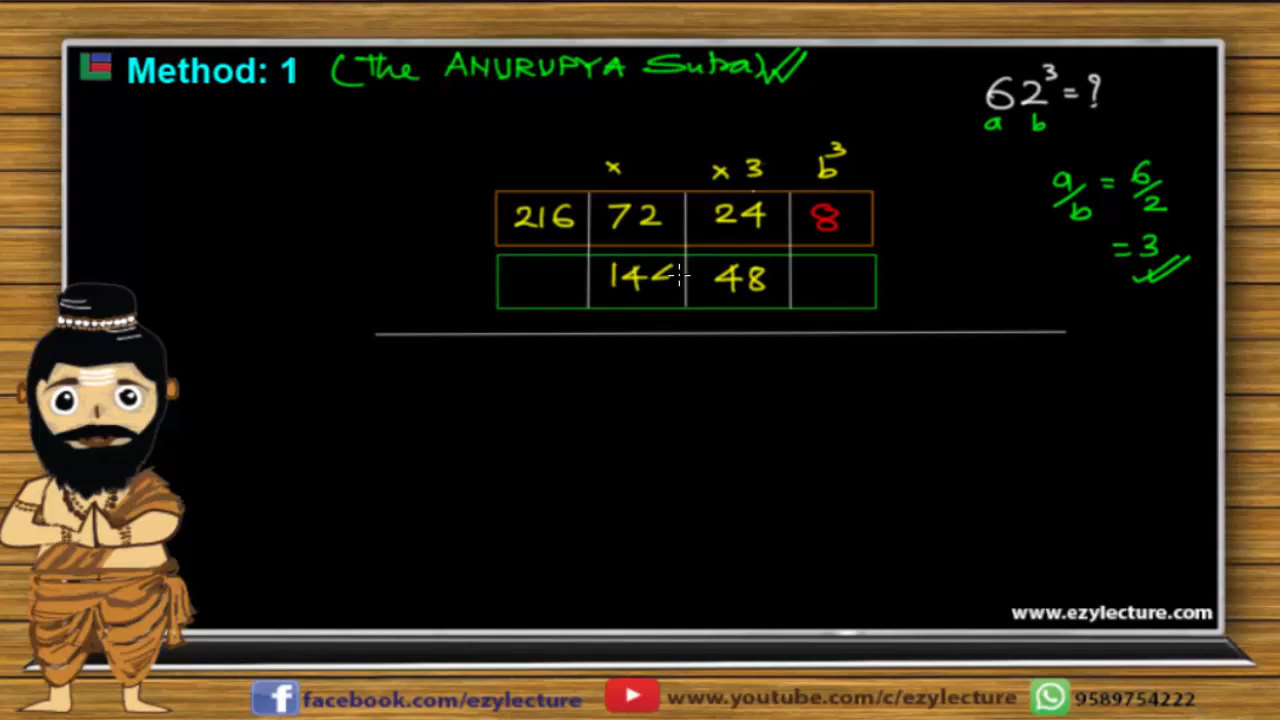 Method: 1 (The ANURUPYA Sutra)
62³ = ?
a b
x x 3 b³
216 72 24 8
144 48
a/b = 6/2
= 3
www.ezylecture.com
facebook.com/ezylecture www.youtube.com/c/ezylecture 9589754222